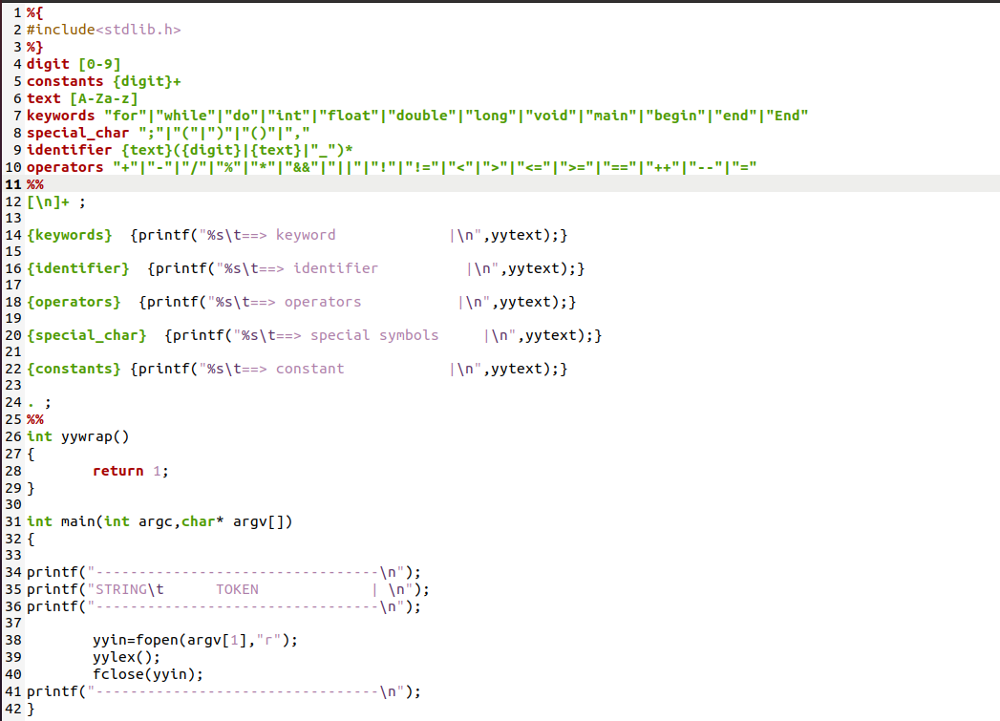 1 %{
2 #include<stdlib.h>
3 %}
4 digit [0-9]
5 constants {digit}+
6 text [A-Za-z]
7 keywords "for"|"while"|"do"|"int"|"float"|"double"|"long"|"void"|"main"|"begin"|"end"|"End"
8 special_char ";"|"("|")"|"()"|","
9 identifier {text}({digit}|{text}|"_")*
10 operators "+"|"-"|"/"|"%"|"*"|"&&"|"||"|"!"|"!="|"<"|">"|"<="|">="|"=="|"++"|"--"|"="
11 %%
12 [\n]+ ;
13
14 {keywords}  {printf("%s\t==> keyword             |\n",yytext);}
15
16 {identifier}  {printf("%s\t==> identifier          |\n",yytext);}
17
18 {operators}  {printf("%s\t==> operators           |\n",yytext);}
19
20 {special_char}  {printf("%s\t==> special symbols     |\n",yytext);}
21
22 {constants} {printf("%s\t==> constant            |\n",yytext);}
23
24 . ;
25 %%
26 int yywrap()
27 {
28         return 1;
29 }
30
31 int main(int argc,char* argv[])
32 {
33
34 printf("---------------------------------\n");
35 printf("STRING\t      TOKEN             | \n");
36 printf("---------------------------------\n");
37
38         yyin=fopen(argv[1],"r");
39         yylex();
40         fclose(yyin);
41 printf("---------------------------------\n");
42 }